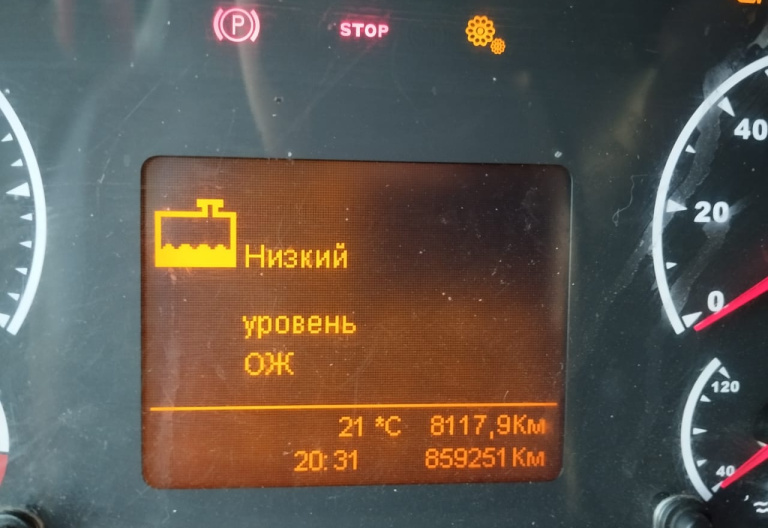 P STOP
Низкий
уровень
ОЖ
21 *C 8117,9Км
20:31 859251Км
40
20
0
120
40